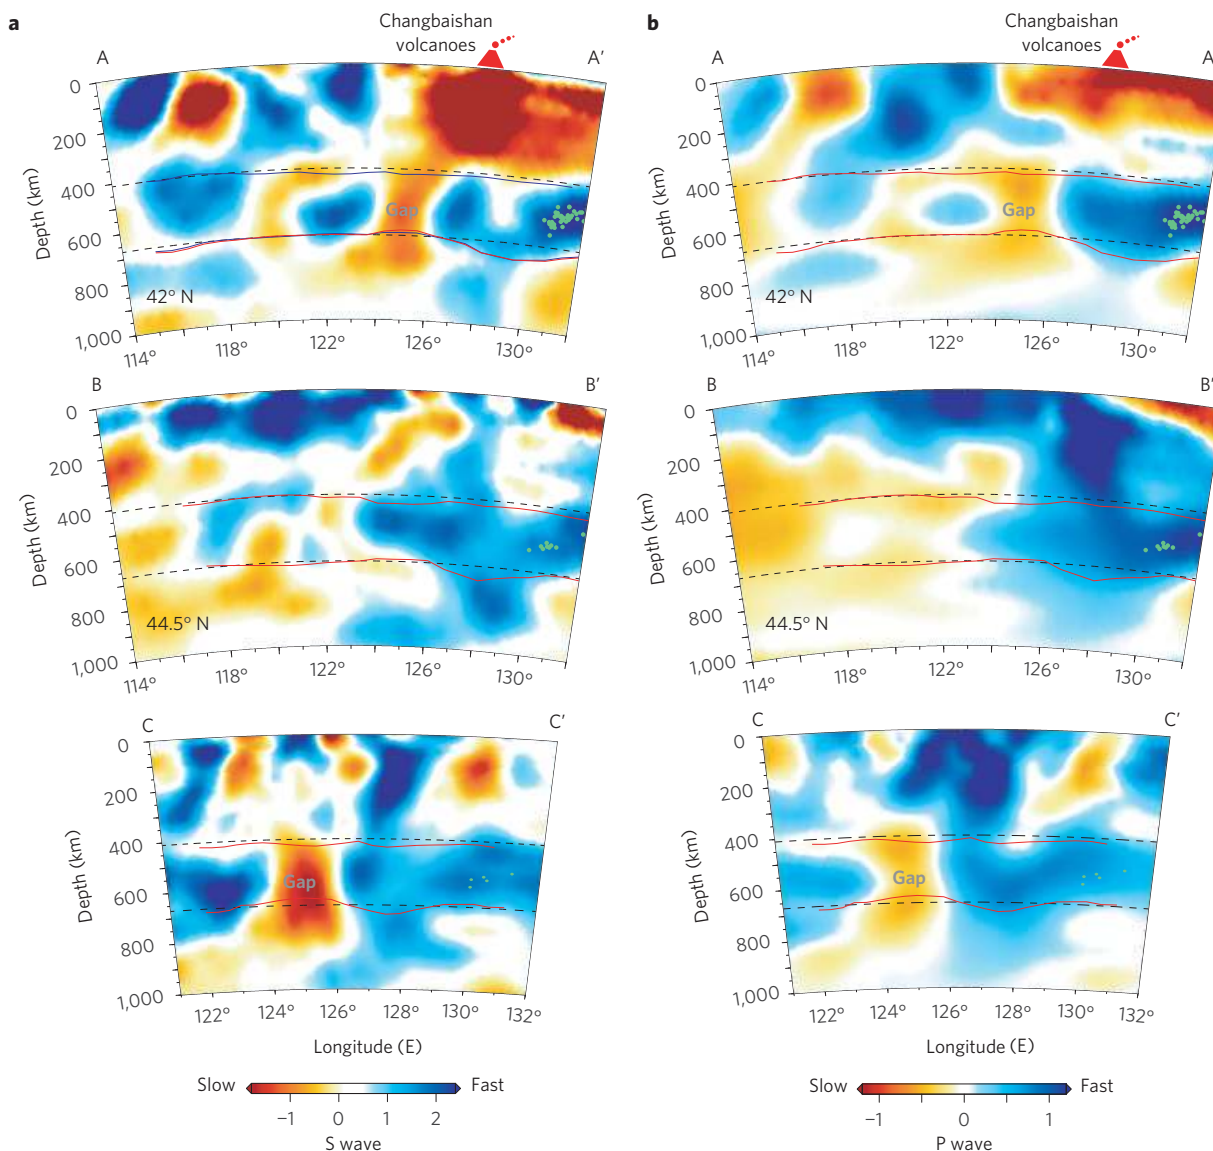 a
Changbaishan
volcanoes
A
A′
0
200
400
600
800
1,000
Depth (km)
Gap
42° N
114°
118°
122°
126°
130°
b
Changbaishan
volcanoes
A
A
0
200
400
600
800
1,000
Depth (km)
Gap
42° N
114°
118°
122°
126°
130°
B
B′
0
200
400
600
800
1,000
Depth (km)
44.5° N
114°
118°
122°
126°
130°
B
B′
0
200
400
600
800
1,000
Depth (km)
44.5° N
114°
118°
122°
126°
130°
C
C′
0
200
400
600
800
1,000
Depth (km)
Gap
122°
124°
126°
128°
130°
132°
Longitude (E)
C
C′
0
200
400
600
800
1,000
Depth (km)
Gap
122°
124°
126°
128°
130°
132°
Longitude (E)
Slow
Fast
−1
0
1
2
S wave
Slow
Fast
−1
0
1
P wave